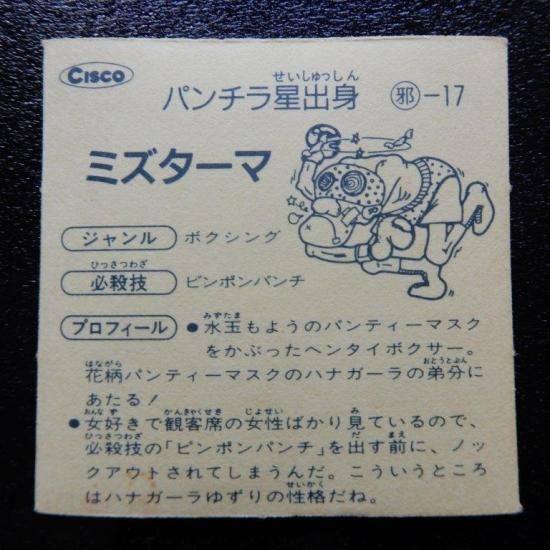 CISCO
せいしゅっしん
パンチラ星出身 邪-17
ミズターマ
ジャンル ボクシング
ひっさつわざ
必殺技 ピンポンパンチ
みずたま
プロフィール ●水玉もようのパンティーマスク
をかぶったヘンタイボクサー。
はながら おとうとぶん
花柄パンティーマスクのハナガーラの弟分に
あたる!
おんなず かんきゃくせき じょせい み
●女好きで観客席の女性ばかり見ているので、
ひっさつわざ だ まえ
必殺技の「ピンポンパンチ」を出す前に、ノッ
クアウトされてしまうんだ。こういうところ
せいかく
はハナガーラゆずりの性格だね。